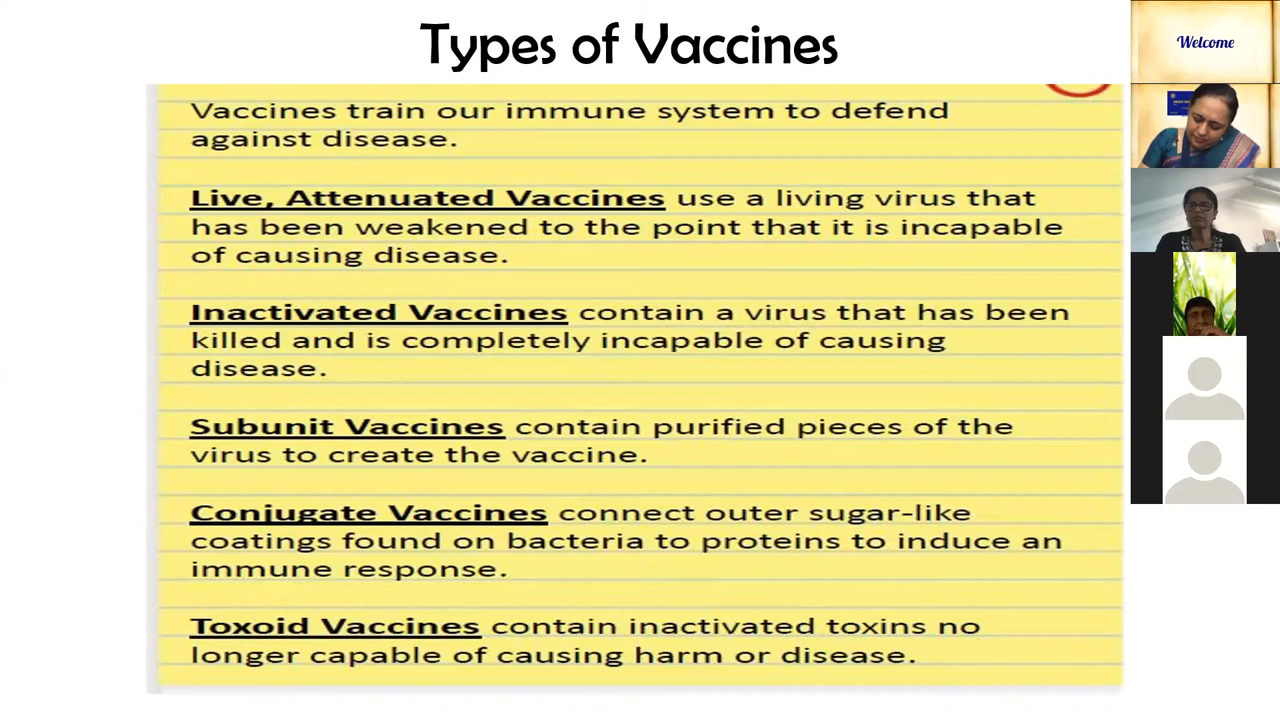 Types of Vaccines
Welcome
Vaccines train our immune system to defend
against disease.
Live, Attenuated Vaccines use a living virus that
has been weakened to the point that it is incapable
of causing disease.
Inactivated Vaccines contain a virus that has been
killed and is completely incapable of causing
disease.
Subunit Vaccines contain purified pieces of the
virus to create the vaccine.
Conjugate Vaccines connect outer sugar-like
coatings found on bacteria to proteins to induce an
immune response.
Toxoid Vaccines contain inactivated toxins no
longer capable of causing harm or disease.